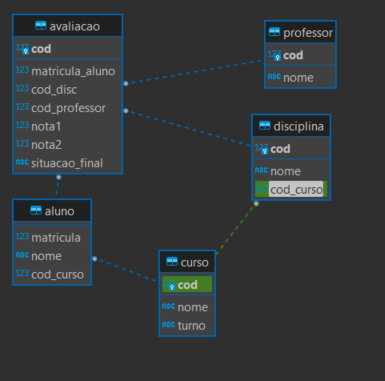 avaliacao
123 cod
123 matricula_aluno
123 cod_disc
123 cod_professor
123 nota1
123 nota2
ABC situacao_final
professor
123 cod
ABC nome
disciplina
123 cod
ABC nome
123 cod_curso
aluno
123 matricula
ABC nome
123 cod_curso
curso
123 cod
ABC nome
ABC turno